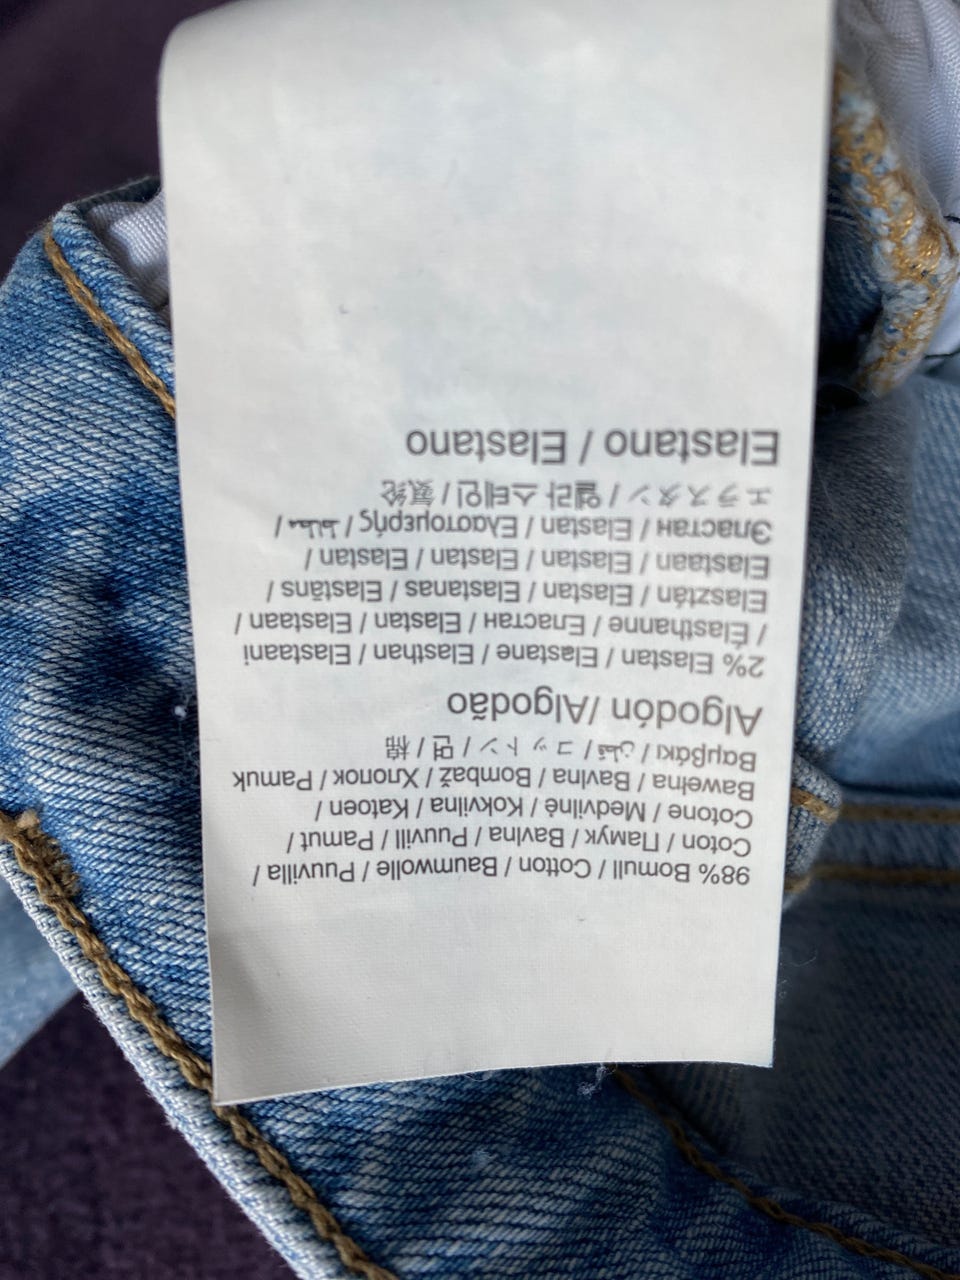 98% Bomull / Cotton / Baumwolle / Puuvilla /
Coton / Памук / Bavlna / Puuvill / Pamut /
Cotone / Medvilnė / Kokvilna / Katoen /
Bawełna / Bavlna / Bombaž / Хлопок / Pamuk
Βαμβάκι / قطن / コットン / 면 / 棉
Algodón /Algodão
2% Elastan / Elastane / Elasthan / Elastaani
/ Élasthanne / Еластан / Elastan / Elastaan /
Elasztán / Elastan / Elastanas / Elastāns /
Elastaan / Elastan / Elastan / Elastan /
Эластан / Elastan / Ελαστομερής / مطاط /
エラスタン / 엘라 스테인 / 氨纶
Elastano / Elastano